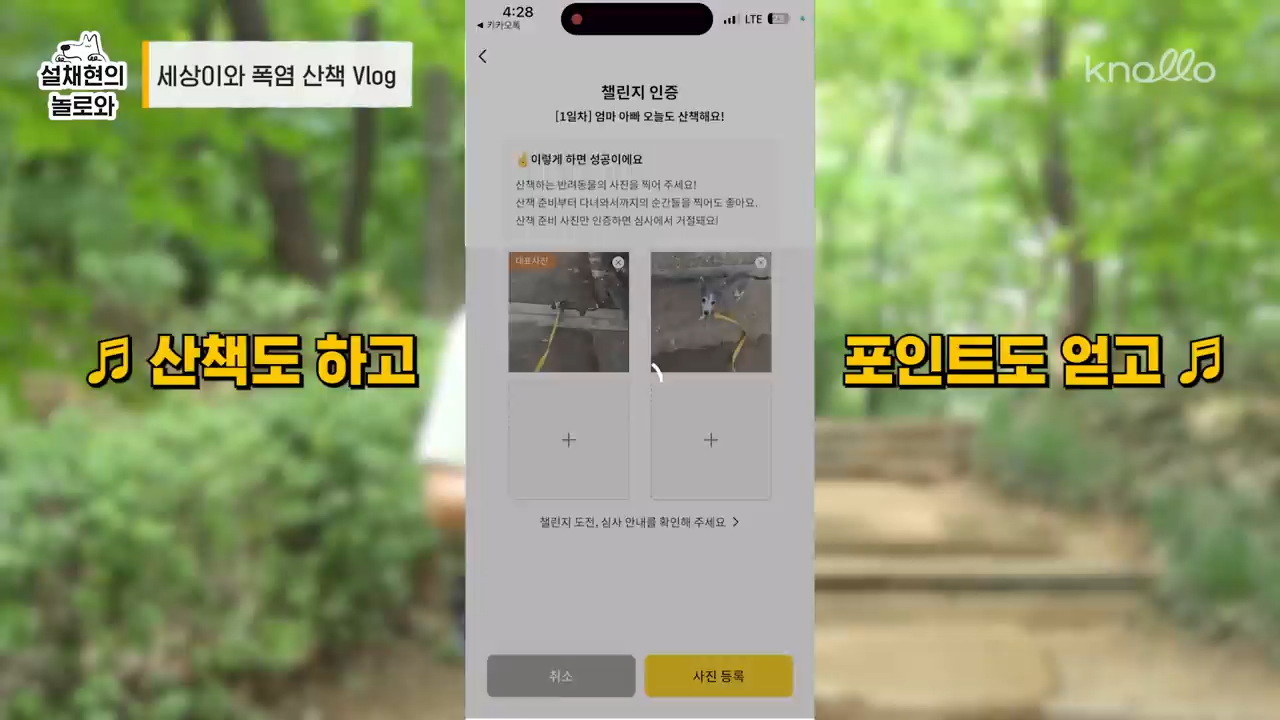 설채현의
놀로와
세상이와 폭염 산책 Vlog
knollo
4:28
◀ 카카오톡
LTE
챌린지 인증
[1일차] 엄마 아빠 오늘도 산책해요!
✌️이렇게 하면 성공이에요
산책하는 반려동물의 사진을 찍어 주세요!
산책 준비부터 다녀와서까지의 순간들을 찍어도 좋아요.
산책 준비 사진만 인증하면 심사에서 거절돼요!
대표사진
♫ 산책도 하고
포인트도 얻고 ♫
챌린지 도전, 심사 안내를 확인해 주세요 >
취소
사진 등록